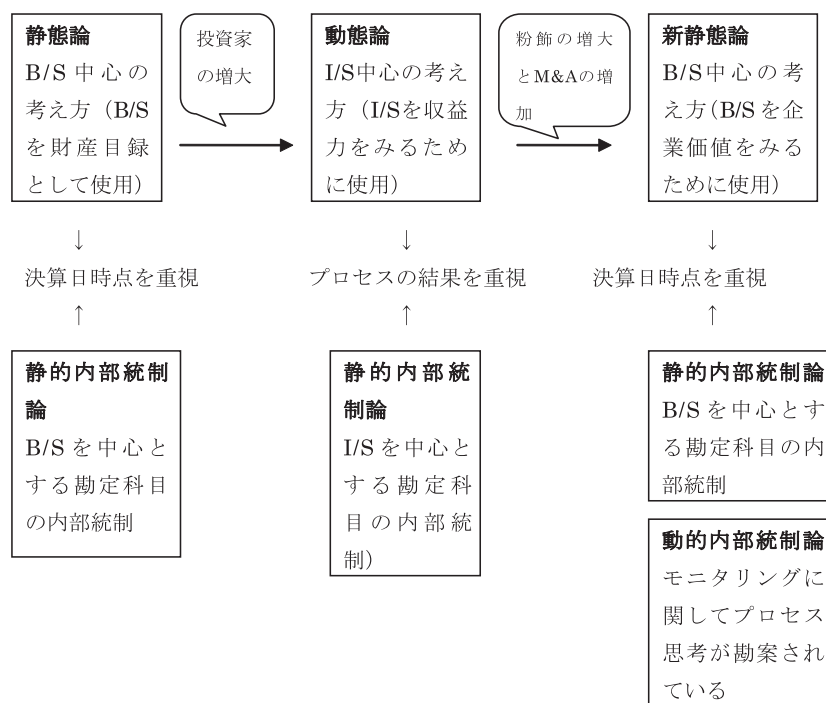 静態論
B/S 中心の
考え方（B/S
を財産目録
として使用）
投資家
の増大
動態論
I/S中心の考え
方（I/Sを収益
力をみるため
に使用）
粉飾の増大
とM&Aの増
加
新静態論
B/S中心の考
え方（B/S を企
業価値をみる
ために使用）
↓
↓
↓
決算日時点を重視
プロセスの結果を重視
決算日時点を重視
↑
↑
↑
静的内部統制
論
B/S を中心と
する勘定科目
の内部統制
静的内部統
制論
I/S を中心と
する勘定科
目の内部統
制）
静的内部統制論
B/S を中心とす
る勘定科目の内
部統制
動的内部統制論
モニタリングに
関してプロセス
思考が勘案され
ている